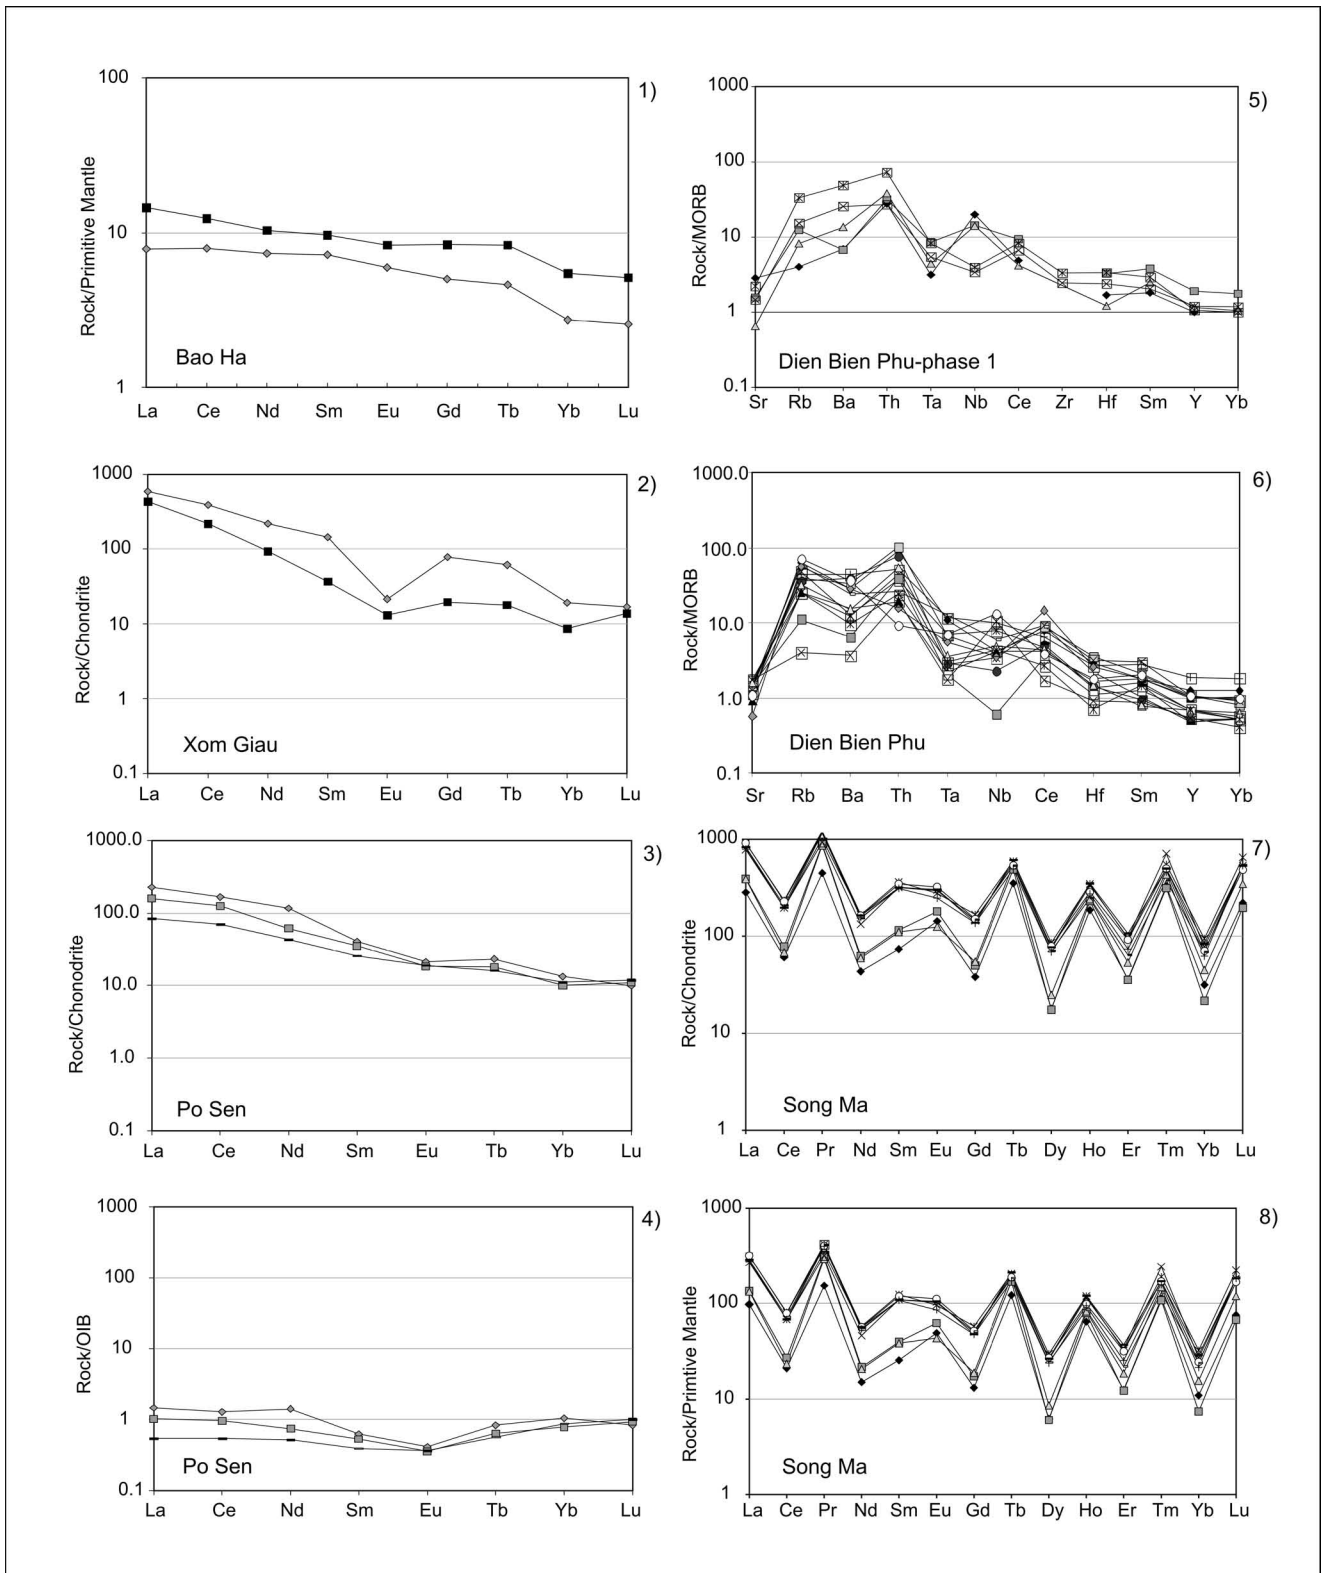 1)
Rock/Primitive Mantle
100
10
1
Bao Ha
La Ce Nd Sm Eu Gd Tb Yb Lu
5)
Rock/MORB
1000
100
10
1
0.1
Dien Bien Phu-phase 1
Sr Rb Ba Th Ta Nb Ce Zr Hf Sm Y Yb
2)
Rock/Chondrite
1000
100
10
1
0.1
Xom Giau
La Ce Nd Sm Eu Gd Tb Yb Lu
6)
Rock/MORB
1000.0
100.0
10.0
1.0
0.1
Dien Bien Phu
Sr Rb Ba Th Ta Nb Ce Hf Sm Y Yb
3)
Rock/Chonodrite
1000.0
100.0
10.0
1.0
0.1
Po Sen
La Ce Nd Sm Eu Tb Yb Lu
7)
Rock/Chondrite
1000
100
10
1
Song Ma
La Ce Pr Nd Sm Eu Gd Tb Dy Ho Er Tm Yb Lu
4)
Rock/OIB
1000
100
10
1
0.1
Po Sen
La Ce Nd Sm Eu Tb Yb Lu
8)
Rock/Primtive Mantle
1000
100
10
1
Song Ma
La Ce Pr Nd Sm Eu Gd Tb Dy Ho Er Tm Yb Lu